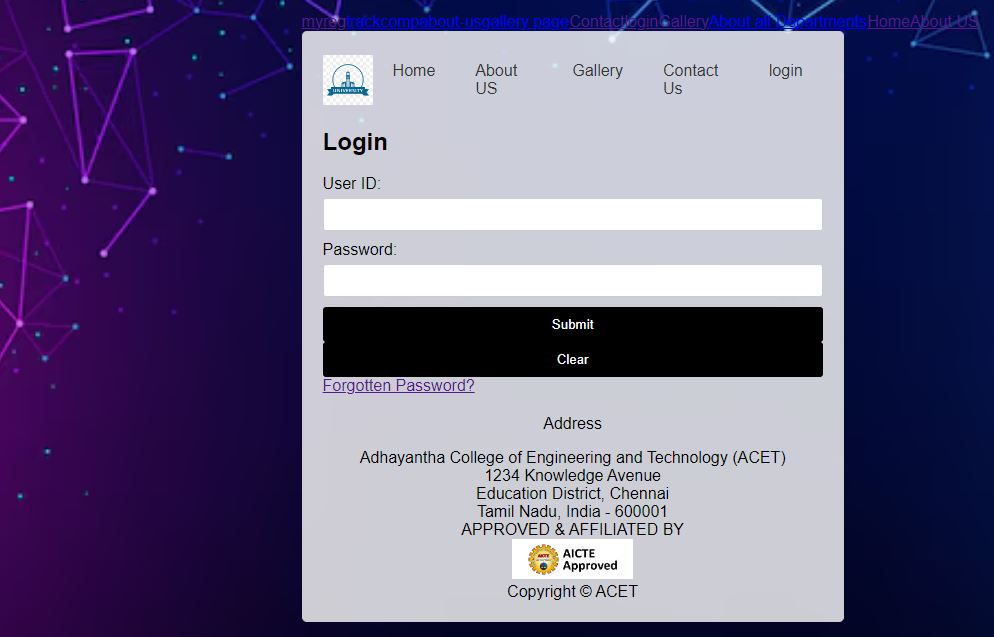 myregtrackcompabout-usgallery pageContactloginGalleryAbout all DepartmentsHomeAbout US
UNIVERSITY
Home
About
US
Gallery
Contact
Us
login
Login
User ID:
Password:
Submit
Clear
Forgotten Password?
Address
Adhayantha College of Engineering and Technology (ACET)
1234 Knowledge Avenue
Education District, Chennai
Tamil Nadu, India - 600001
APPROVED & AFFILIATED BY
AICTE
Approved
Copyright © ACET